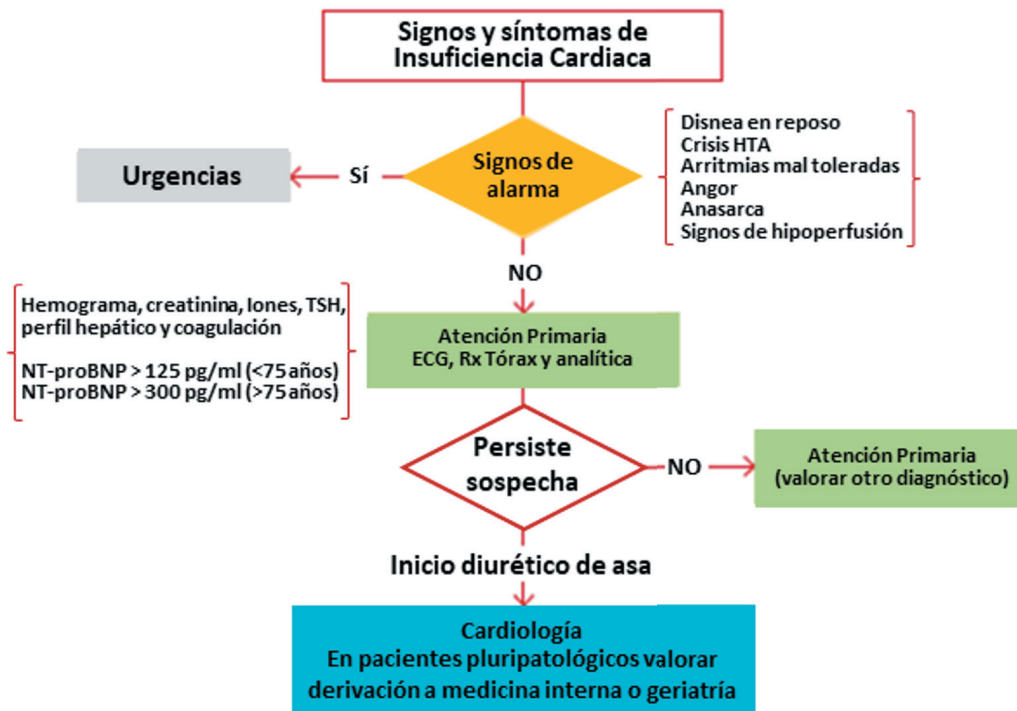 Signos y síntomas de
Insuficiencia Cardiaca
Signos de
alarma
Sí
Urgencias
Disnea en reposo
Crisis HTA
Arritmias mal toleradas
Angor
Anasarca
Signos de hipoperfusión
NO
Hemograma, creatinina, Iones, TSH,
perfil hepático y coagulación
NT-proBNP > 125 pg/ml (<75 años)
NT-proBNP > 300 pg/ml (>75 años)
Atención Primaria
ECG, Rx Tórax y analítica
Persiste
sospecha
NO
Atención Primaria
(valorar otro diagnóstico)
Inicio diurético de asa
Cardiología
En pacientes pluripatológicos valorar
derivación a medicina interna o geriatría